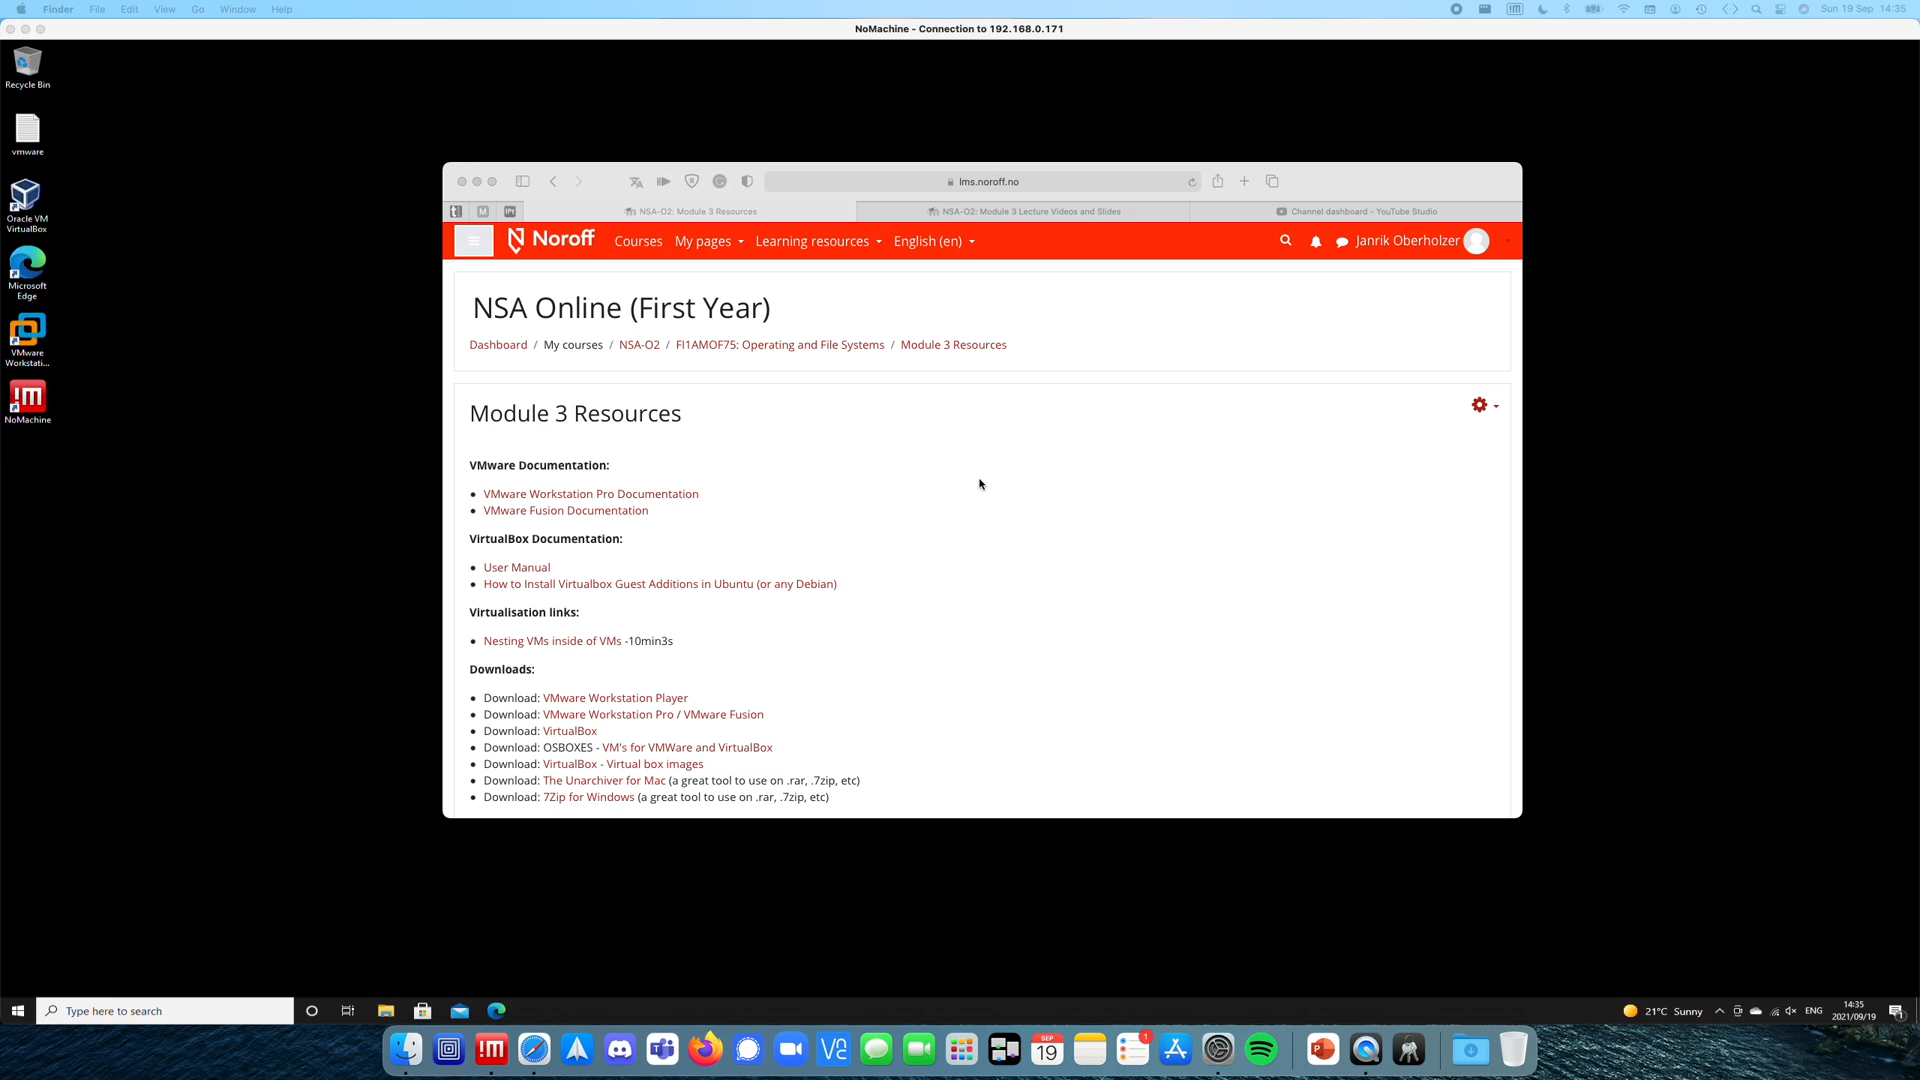 Finder File Edit View Go Window Help
Sun 19 Sep 14:35
NoMachine - Connection to 192.168.0.171
Recycle Bin
vmware
Oracle VM
VirtualBox
Microsoft
Edge
VMware
Workstati...
NoMachine
lms.noroff.no
NSA-O2: Module 3 Resources
NSA-O2: Module 3 Lecture Videos and Slides
Channel dashboard - YouTube Studio
Noroff Courses My pages Learning resources English (en) Janrik Oberholzer
NSA Online (First Year)
Dashboard / My courses / NSA-O2 / FI1AMOF75: Operating and File Systems / Module 3 Resources
Module 3 Resources
VMware Documentation:
• VMware Workstation Pro Documentation
• VMware Fusion Documentation
VirtualBox Documentation:
• User Manual
• How to Install Virtualbox Guest Additions in Ubuntu (or any Debian)
Virtualisation links:
• Nesting VMs inside of VMs -10min3s
Downloads:
• Download: VMware Workstation Player
• Download: VMware Workstation Pro / VMware Fusion
• Download: VirtualBox
• Download: OSBOXES - VM's for VMWare and VirtualBox
• Download: VirtualBox - Virtual box images
• Download: The Unarchiver for Mac (a great tool to use on .rar, .7zip, etc)
• Download: 7Zip for Windows (a great tool to use on .rar, .7zip, etc)
Type here to search
21°C Sunny
ENG
14:35
2021/09/19
SEP
19
1